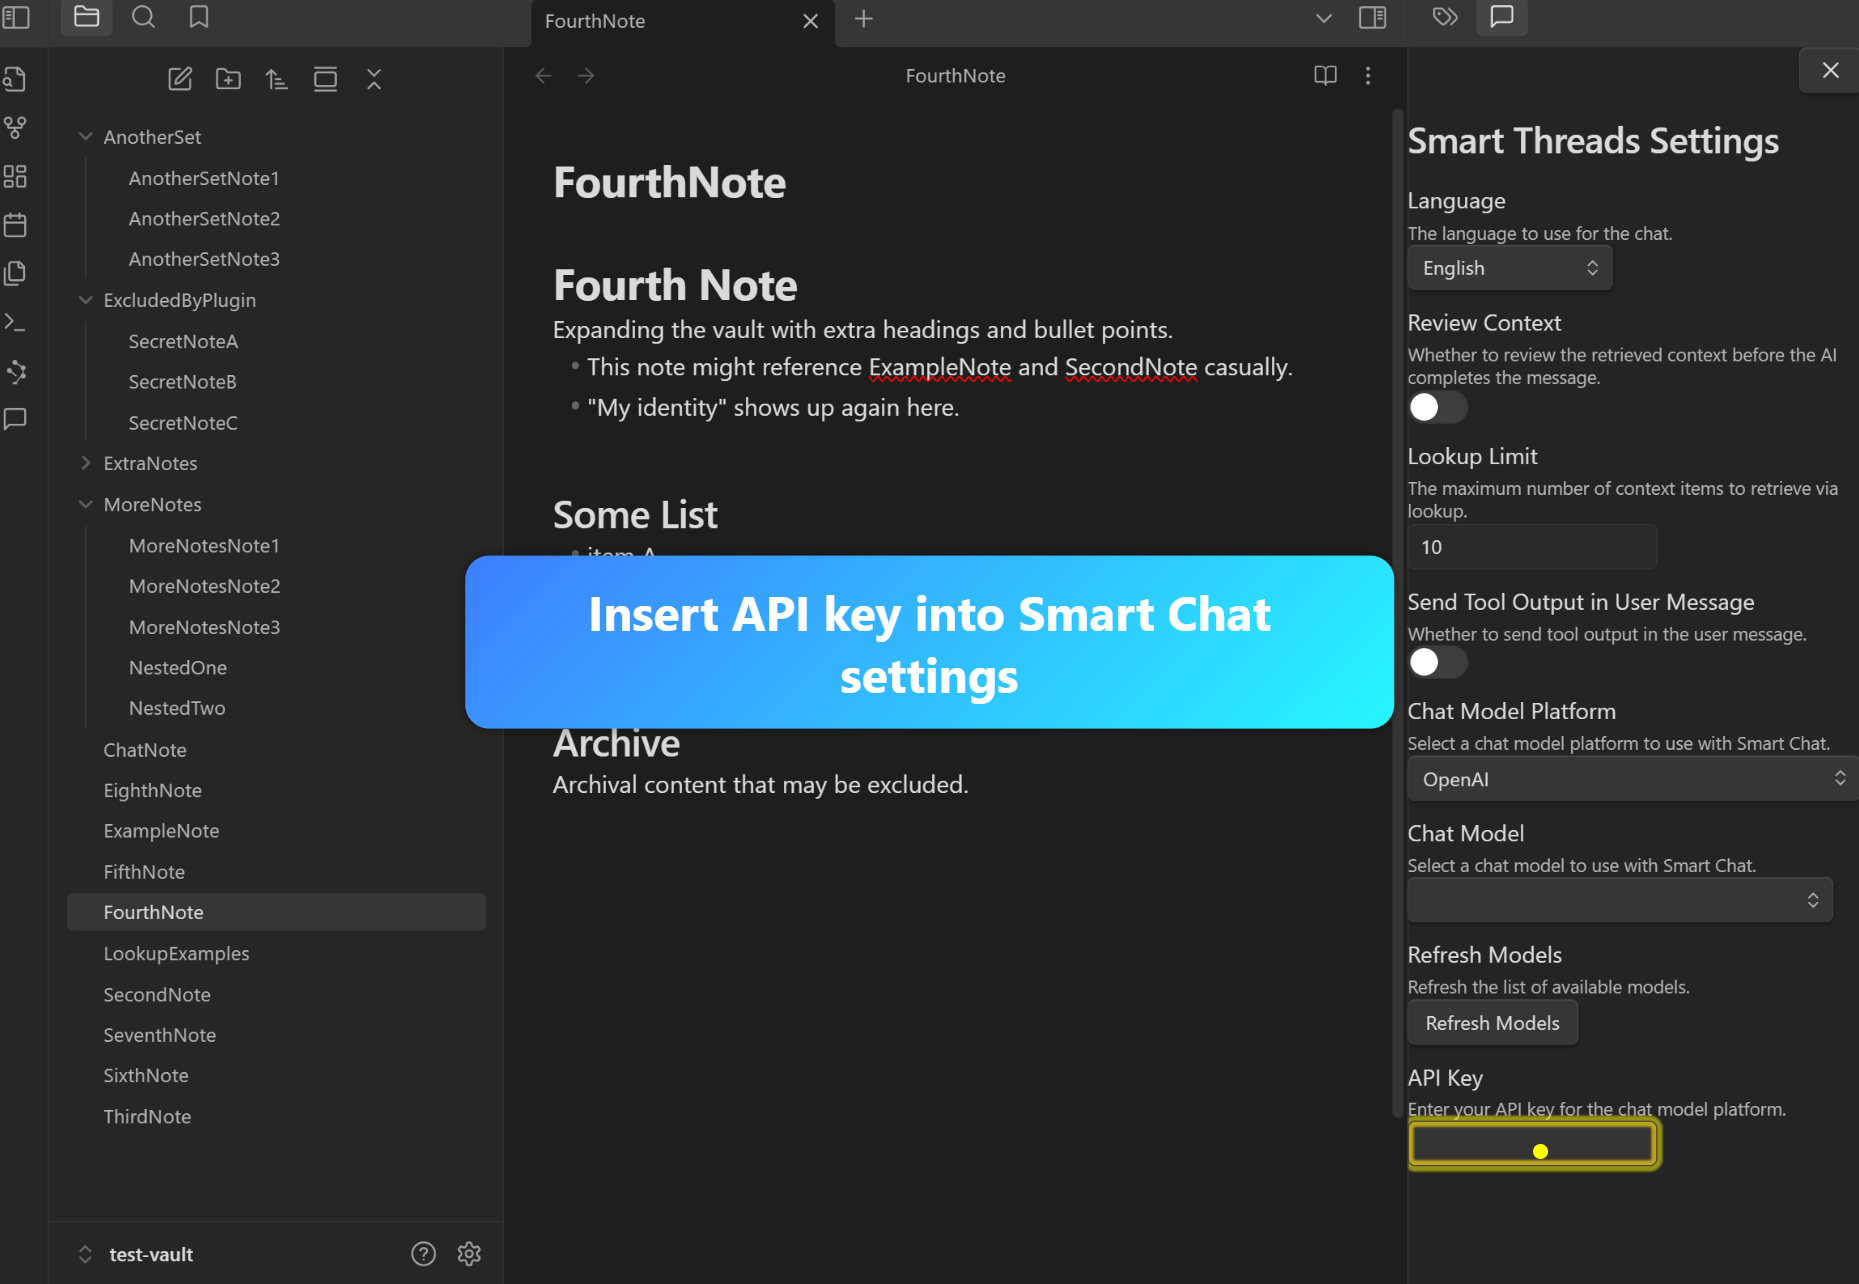 FourthNote
FourthNote
AnotherSet
AnotherSetNote1
AnotherSetNote2
AnotherSetNote3
ExcludedByPlugin
SecretNoteA
SecretNoteB
SecretNoteC
ExtraNotes
MoreNotes
MoreNotesNote1
MoreNotesNote2
MoreNotesNote3
NestedOne
NestedTwo
ChatNote
EighthNote
ExampleNote
FifthNote
FourthNote
LookupExamples
SecondNote
SeventhNote
SixthNote
ThirdNote
test-vault
FourthNote
Fourth Note
Expanding the vault with extra headings and bullet points.
• This note might reference ExampleNote and SecondNote casually.
• "My identity" shows up again here.
Some List
• item A
Insert API key into Smart Chat
settings
Archive
Archival content that may be excluded.
Smart Threads Settings
Language
The language to use for the chat.
English
Review Context
Whether to review the retrieved context before the AI
completes the message.
Lookup Limit
The maximum number of context items to retrieve via
lookup.
10
Send Tool Output in User Message
Whether to send tool output in the user message.
Chat Model Platform
Select a chat model platform to use with Smart Chat.
OpenAI
Chat Model
Select a chat model to use with Smart Chat.
Refresh Models
Refresh the list of available models.
Refresh Models
API Key
Enter your API key for the chat model platform.